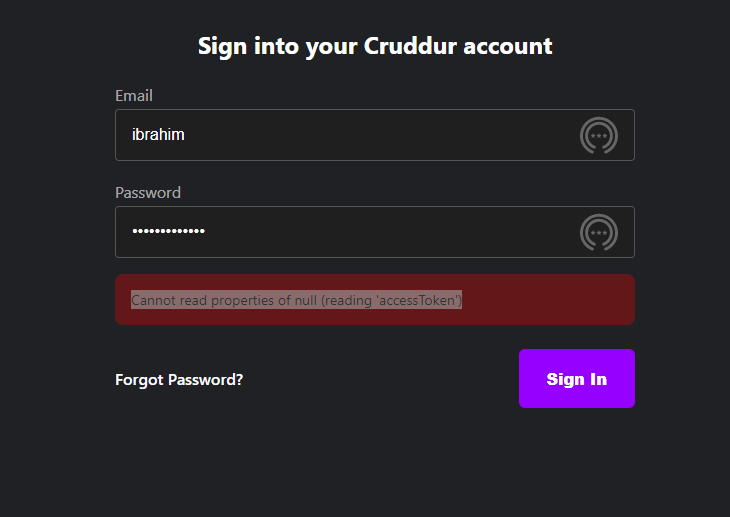 Sign into your Cruddur account
Email
ibrahim
Password
•••••••••••••
Cannot read properties of null (reading 'accessToken')
Forgot Password?
Sign In